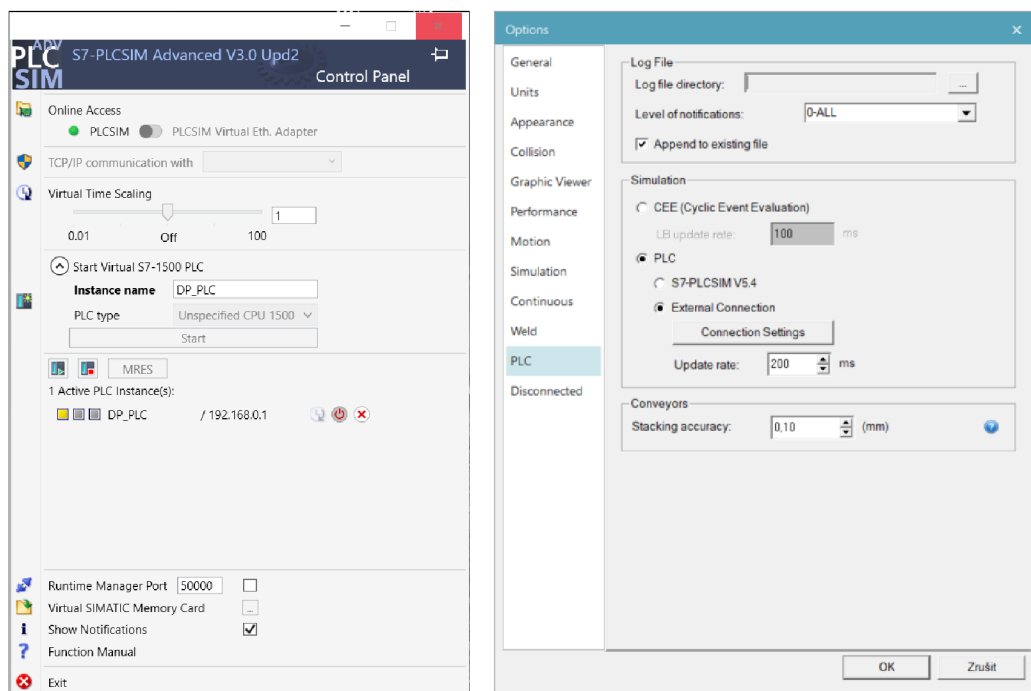 PLC
ADV
SIM
S7-PLCSIM Advanced V3.0 Upd2
Control Panel
Online Access
PLCSIM PLCSIM Virtual Eth. Adapter
TCP/IP communication with
Virtual Time Scaling
1
0.01 Off 100
Start Virtual S7-1500 PLC
Instance name DP_PLC
PLC type Unspecified CPU 1500
Start
MRES
1 Active PLC Instance(s):
DP_PLC / 192.168.0.1
Runtime Manager Port 50000
Virtual SIMATIC Memory Card ...
Show Notifications
Function Manual
Exit
Options
General
Units
Appearance
Collision
Graphic Viewer
Performance
Motion
Simulation
Continuous
Weld
PLC
Disconnected
Log File
Log file directory: ...
Level of notifications: 0-ALL
Append to existing file
Simulation
CEE (Cyclic Event Evaluation)
LB update rate: 100 ms
PLC
S7-PLCSIM V5.4
External Connection
Connection Settings
Update rate: 200 ms
Conveyors
Stacking accuracy: 0,10 (mm)
OK Zrušit